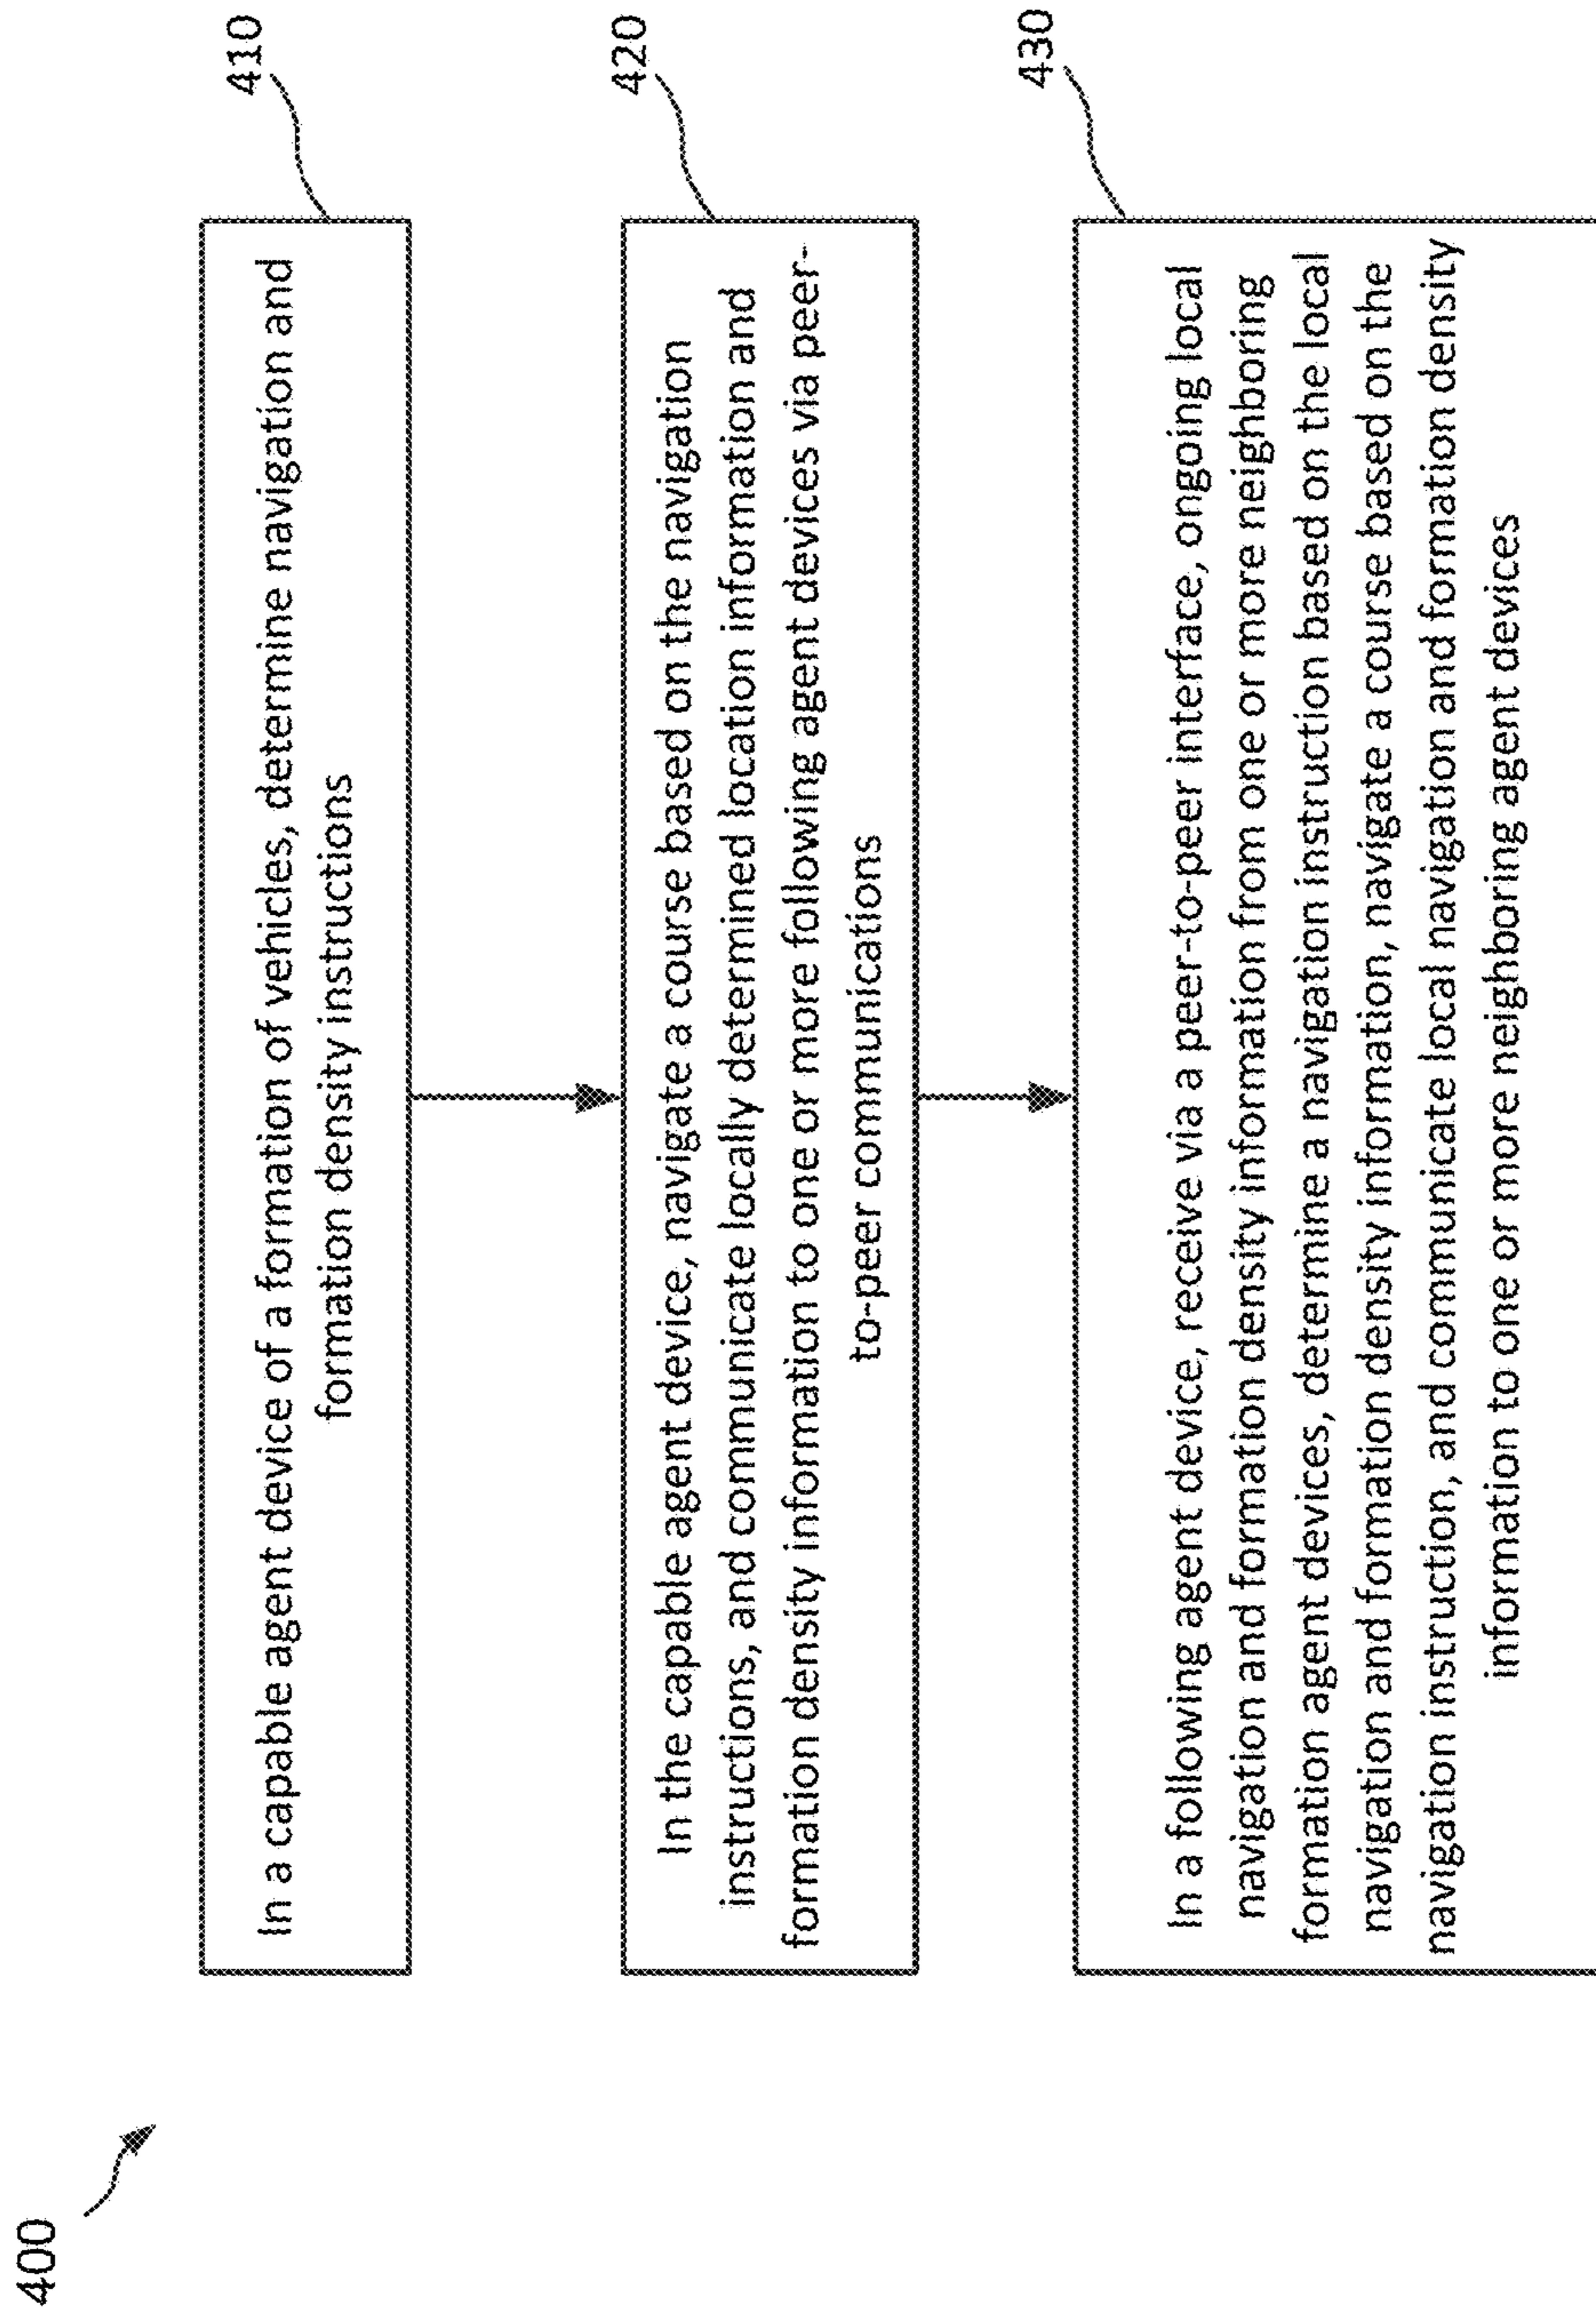 400
410
In a capable agent device of a formation of vehicles, determine navigation and
formation density instructions
420
In the capable agent device, navigate a course based on the navigation
instructions, and communicate locally determined location information and
formation density information to one or more following agent devices via peer-
to-peer communications
430
In a following agent device, receive via a peer-to-peer interface, ongoing local
navigation and formation density information from one or more neighboring
formation agent devices, determine a navigation instruction based on the local
navigation and formation density information, navigate a course based on the
navigation instruction, and communicate local navigation and formation density
information to one or more neighboring agent devices